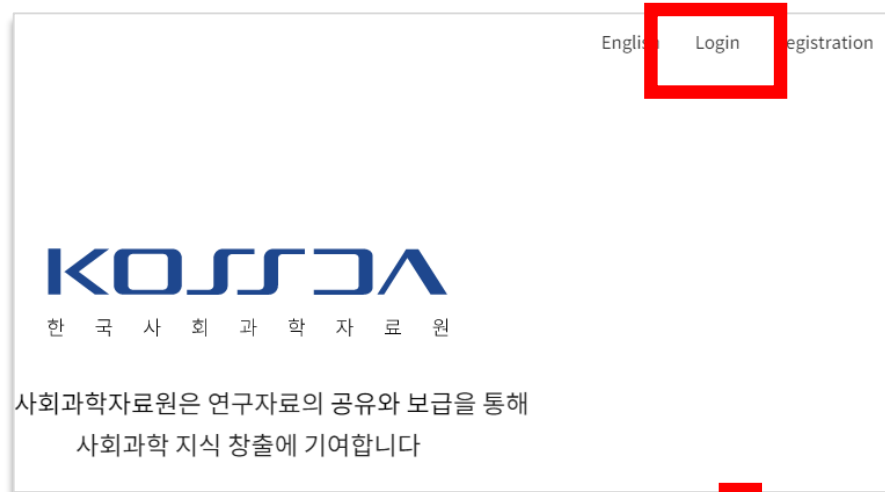 English Login Registration
KOSSDA
한국사회과학자료원
사회과학자료원은 연구자료의 공유와 보급을 통해
사회과학 지식 창출에 기여합니다